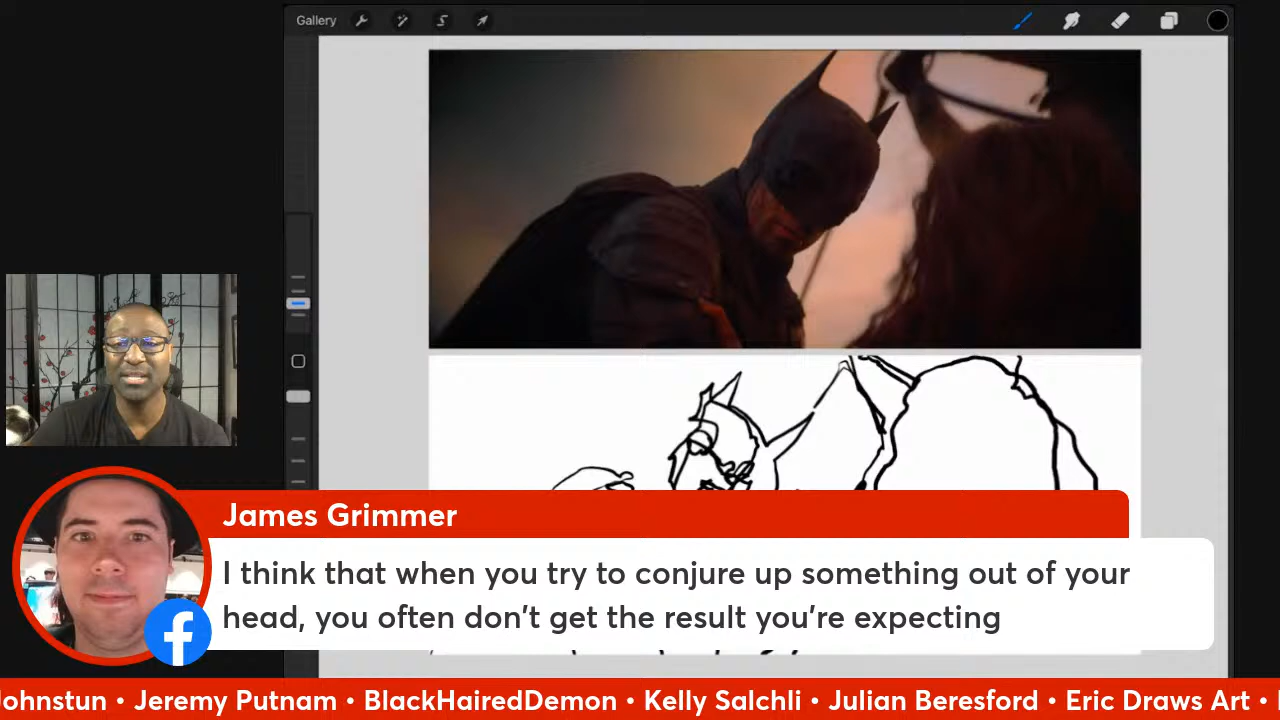 Gallery
James Grimmer
I think that when you try to conjure up something out of your
head, you often don't get the result you're expecting
Johnstun • Jeremy Putnam • BlackHairedDemon • Kelly Salchli • Julian Beresford • Eric Draws Art •